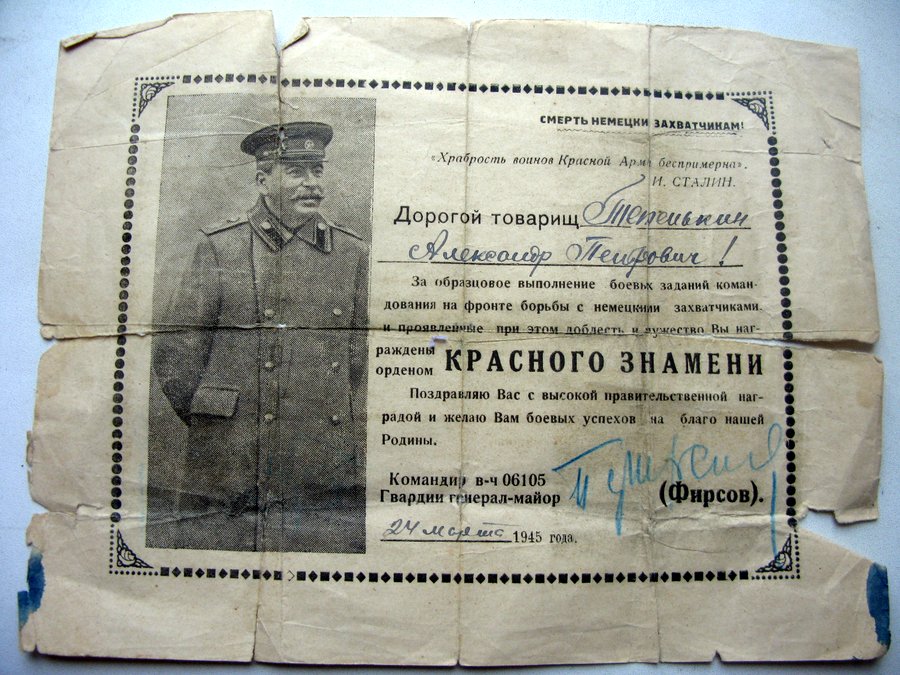 СМЕРТЬ НЕМЕЦКИ ЗАХВАТЧИКАМ!
«Храбрость воинов Красной Арми беспримерна».
И. СТАЛИН.
Дорогой товарищ
Александр Петрович!
За образцовое выполнение боевых заданий коман-
дования на фронте борьбы с немецкими захватчиками
и проявленные при этом доблесть и мужество Вы наг-
раждены
орденом КРАСНОГО ЗНАМЕНИ
Поздравляю Вас с высокой правительственной наг-
радой и желаю Вам боевых успехов на благо нашей
Родины.
Командир в-ч 06105
Гвардии генерал-майор (Фирсов).
24 марта 1945 года.